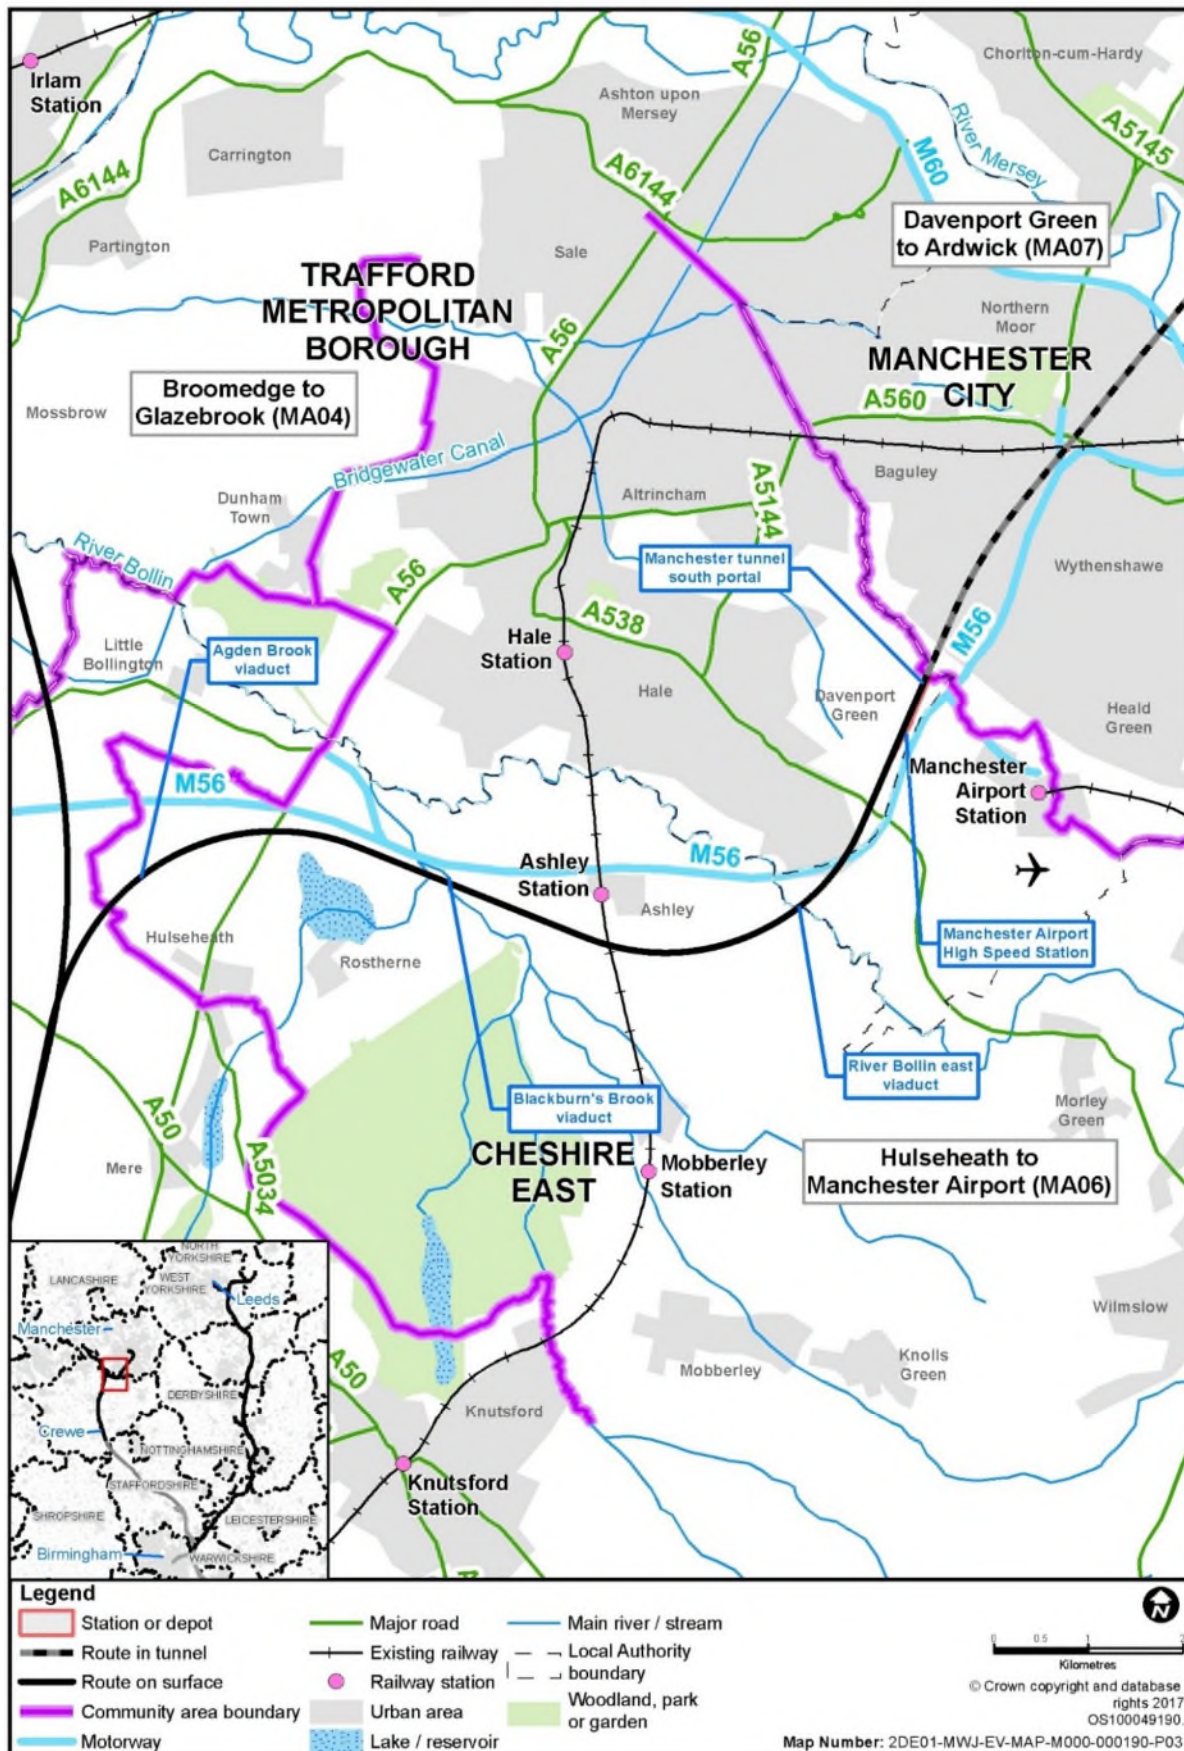 Irlam
Station
A56
Chorlton-cum-Hardy
Ashton upon
Mersey
River Mersey
A5145
Carrington
M60
A6144
A6144
Partington
Davenport Green
to Ardwick (MA07)
Sale
TRAFFORD
METROPOLITAN
BOROUGH
Northern
Moor
A56
MANCHESTER
CITY
Broomedge to
Glazebrook (MA04)
Mossbrow
A560
Bridgewater Canal
Baguley
Dunham
Town
Altrincham
A5144
River Bollin
Manchester tunnel
south portal
Wythenshawe
A56
A538
M56
Little
Bollington
Agden Brook
viaduct
Hale
Station
Hale
Davenport
Green
Heald
Green
Manchester
Airport
Station
M56
M56
Ashley
Station
Ashley
Hulseheath
Rostherne
Manchester Airport
High Speed Station
River Bollin east
viaduct
Blackburn's Brook
viaduct
Morley
Green
A50
A5034
Mere
CHESHIRE
EAST
Mobberley
Station
Hulseheath to
Manchester Airport (MA06)
NORTH
YORKSHIRE
LANCASHIRE
WEST
YORKSHIRE
Leeds
Manchester
DERBYSHIRE
Crewe
NOTTINGHAMSHIRE
STAFFORDSHIRE
SHROPSHIRE
LEICESTERSHIRE
Birmingham
WARWICKSHIRE
Wilmslow
Mobberley
Knolls
Green
A50
Knutsford
Knutsford
Station
Legend
Station or depot
Route in tunnel
Route on surface
Community area boundary
Motorway
Major road
Existing railway
Railway station
Urban area
Lake / reservoir
Main river / stream
Local Authority
boundary
Woodland, park
or garden
N
0 0.5 1 2
Kilometres
© Crown copyright and database
rights 2017
OS100049190.
Map Number: 2DE01-MWJ-EV-MAP-M000-000190-P03